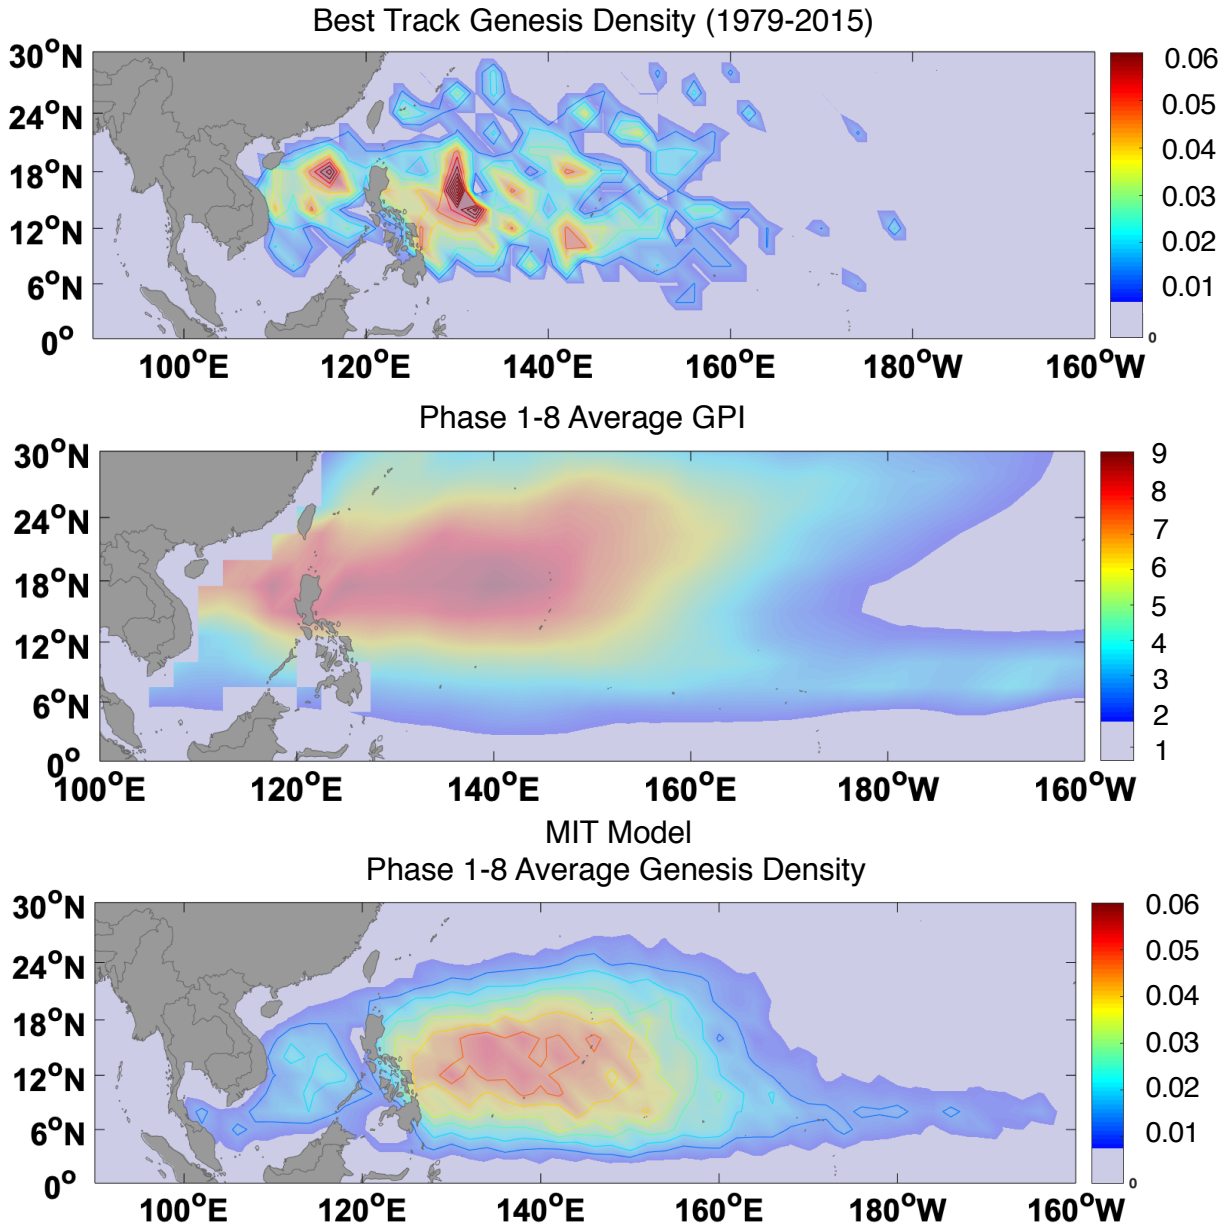 Best Track Genesis Density (1979-2015)
30°N
24°N
18°N
12°N
6°N
0°
100°E 120°E 140°E 160°E 180°W 160°W
0.06
0.05
0.04
0.03
0.02
0.01
0
Phase 1-8 Average GPI
30°N
24°N
18°N
12°N
6°N
0°
100°E 120°E 140°E 160°E 180°W 160°W
9
8
7
6
5
4
3
2
1
MIT Model
Phase 1-8 Average Genesis Density
30°N
24°N
18°N
12°N
6°N
0°
100°E 120°E 140°E 160°E 180°W 160°W
0.06
0.05
0.04
0.03
0.02
0.01
0